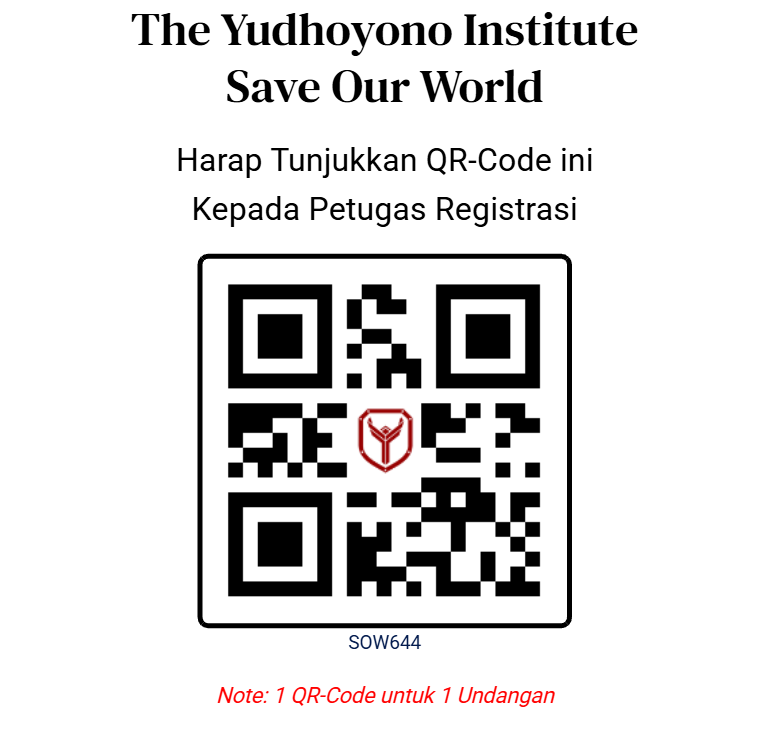 The Yudhoyono Institute
Save Our World
Harap Tunjukkan QR-Code ini
Kepada Petugas Registrasi
SOW644
Note: 1 QR-Code untuk 1 Undangan